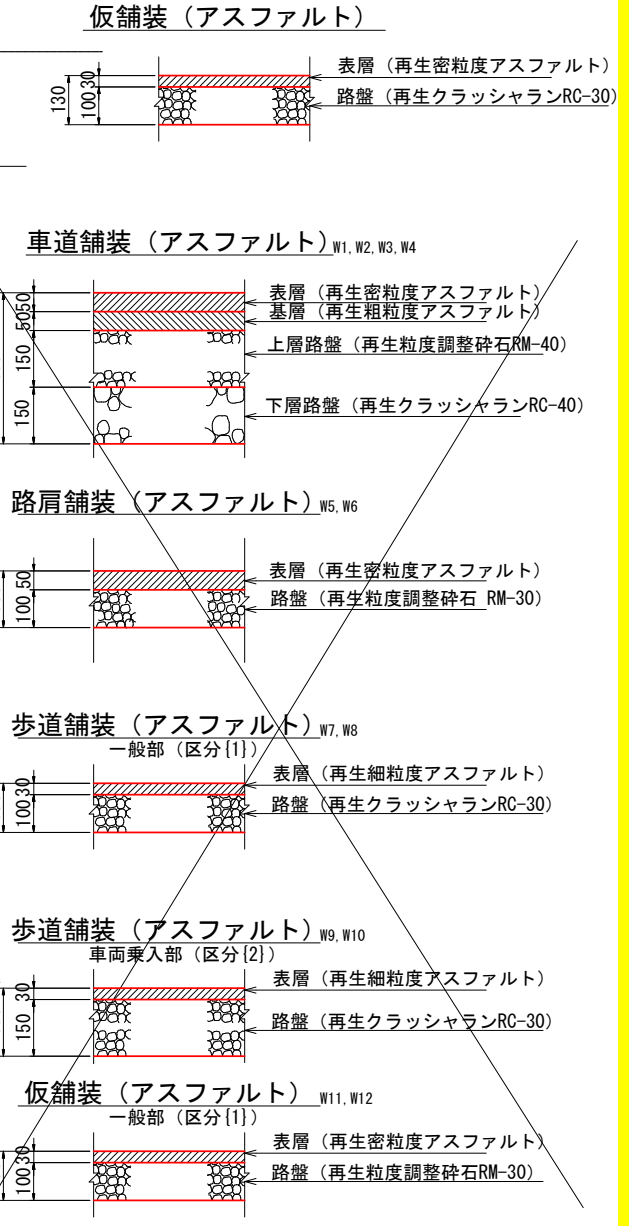 仮舗装（アスファルト）
表層（再生密粒度アスファルト）
路盤（再生クラッシャランRC-30）
130
100
30
車道舗装（アスファルト）W1,W2,W3,W4
表層（再生密粒度アスファルト）
基層（再生粗粒度アスファルト）
上層路盤（再生粒度調整砕石RM-40）
下層路盤（再生クラッシャランRC-40）
50
50
150
150
路肩舗装（アスファルト）W5,W6
表層（再生密粒度アスファルト）
路盤（再生粒度調整砕石 RM-30）
50
100
歩道舗装（アスファルト）W7,W8
一般部（区分{1}）
表層（再生細粒度アスファルト）
路盤（再生クラッシャランRC-30）
30
100
歩道舗装（アスファルト）W9,W10
車両乗入部（区分{2}）
表層（再生細粒度アスファルト）
路盤（再生クラッシャランRC-30）
30
150
仮舗装（アスファルト） W11,W12
一般部（区分{1}）
表層（再生密粒度アスファルト）
路盤（再生粒度調整砕石RM-30）
30
100